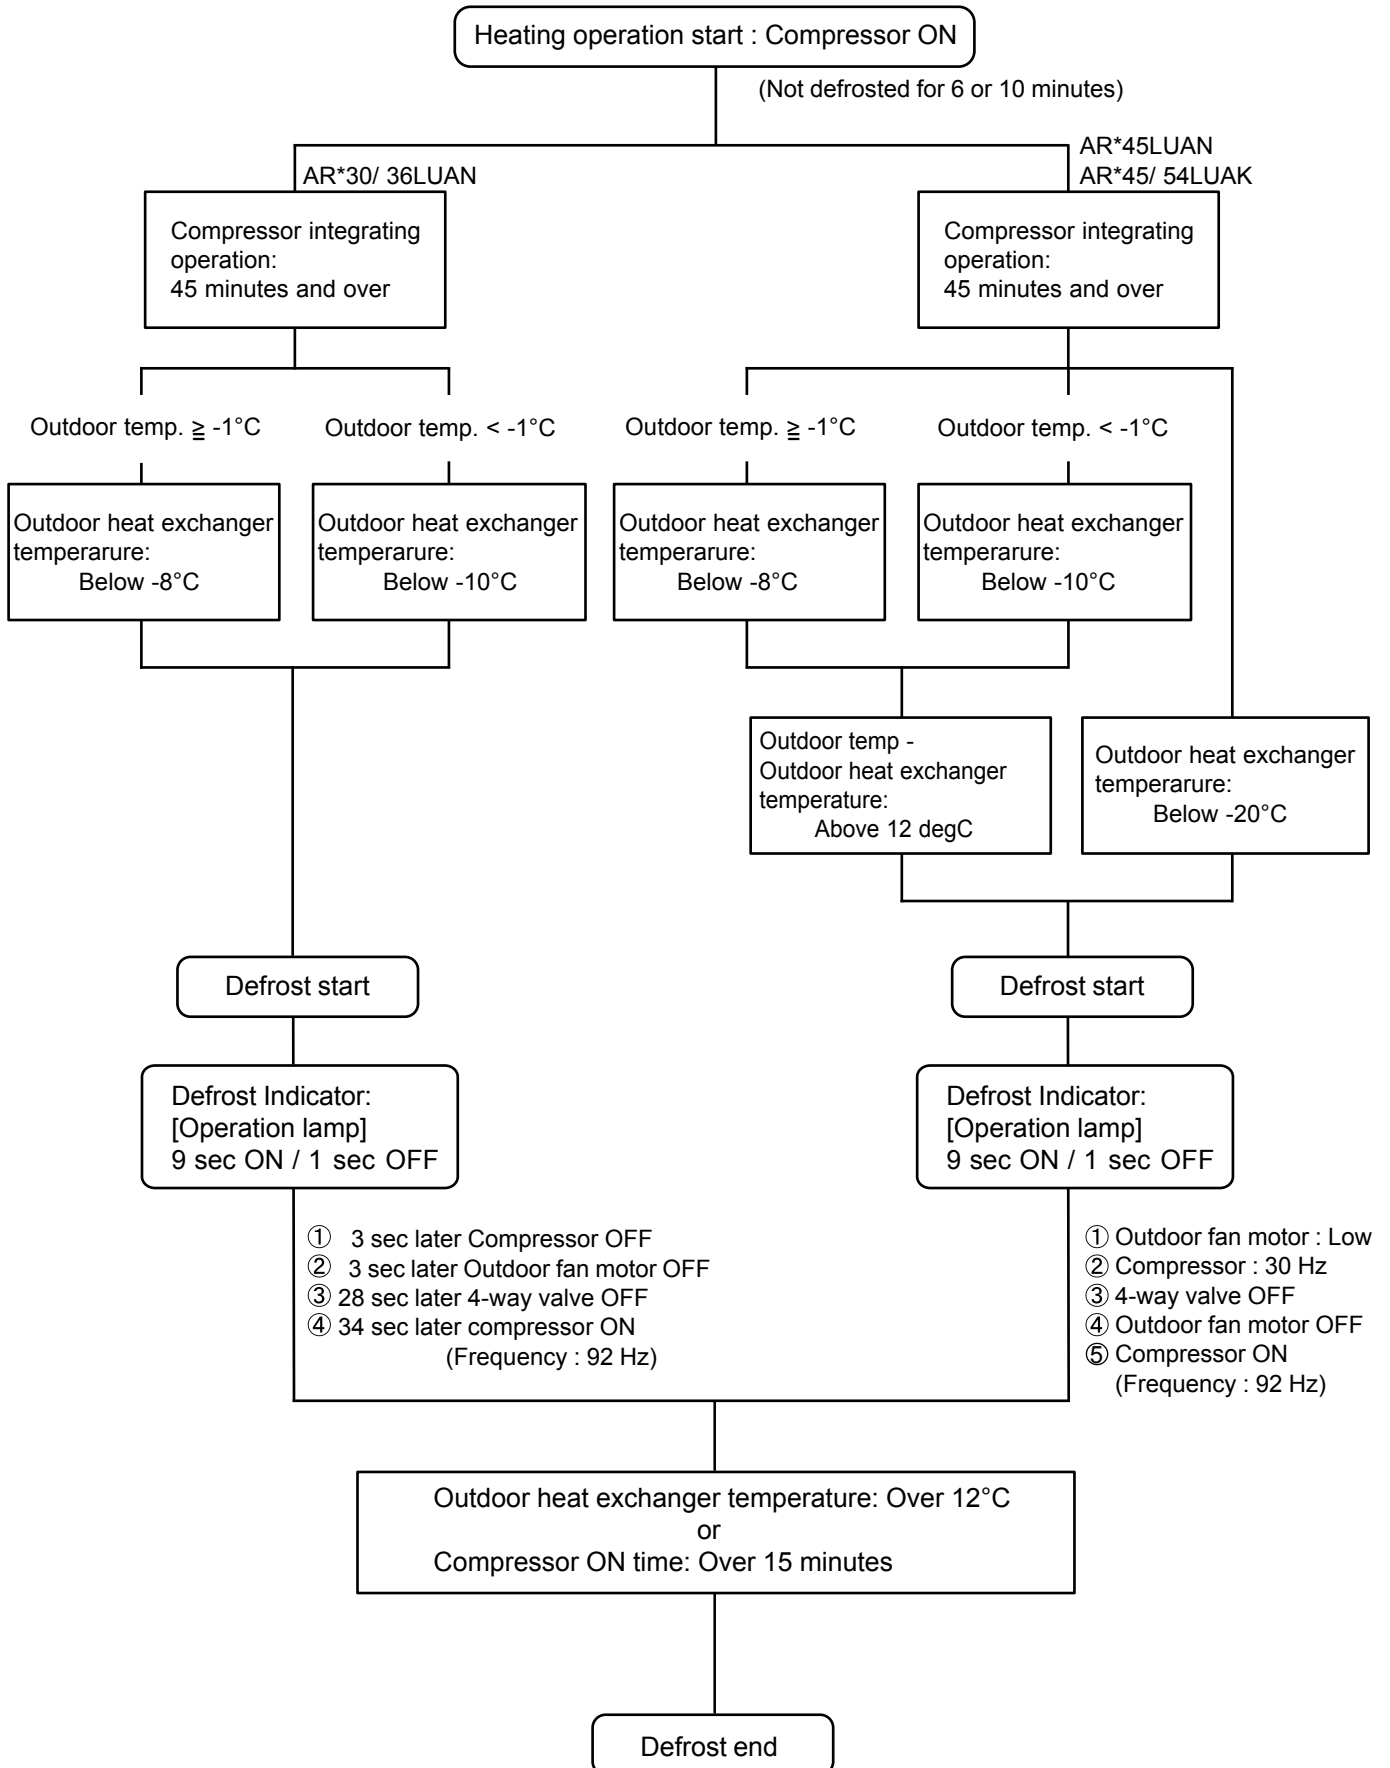 Heating operation start : Compressor ON
(Not defrosted for 6 or 10 minutes)
AR*30/ 36LUAN
AR*45LUAN
AR*45/ 54LUAK
Compressor integrating
operation:
45 minutes and over
Compressor integrating
operation:
45 minutes and over
Outdoor temp. ≧ -1°C
Outdoor temp. < -1°C
Outdoor temp. ≧ -1°C
Outdoor temp. < -1°C
Outdoor heat exchanger
temperarure:
Below -8°C
Outdoor heat exchanger
temperarure:
Below -10°C
Outdoor heat exchanger
temperarure:
Below -8°C
Outdoor heat exchanger
temperarure:
Below -10°C
Outdoor temp -
Outdoor heat exchanger
temperature:
Above 12 degC
Outdoor heat exchanger
temperarure:
Below -20°C
Defrost start
Defrost start
Defrost Indicator:
[Operation lamp]
9 sec ON / 1 sec OFF
Defrost Indicator:
[Operation lamp]
9 sec ON / 1 sec OFF
① 3 sec later Compressor OFF
② 3 sec later Outdoor fan motor OFF
③ 28 sec later 4-way valve OFF
④ 34 sec later compressor ON
(Frequency : 92 Hz)
① Outdoor fan motor : Low
② Compressor : 30 Hz
③ 4-way valve OFF
④ Outdoor fan motor OFF
⑤ Compressor ON
(Frequency : 92 Hz)
Outdoor heat exchanger temperature: Over 12°C
or
Compressor ON time: Over 15 minutes
Defrost end